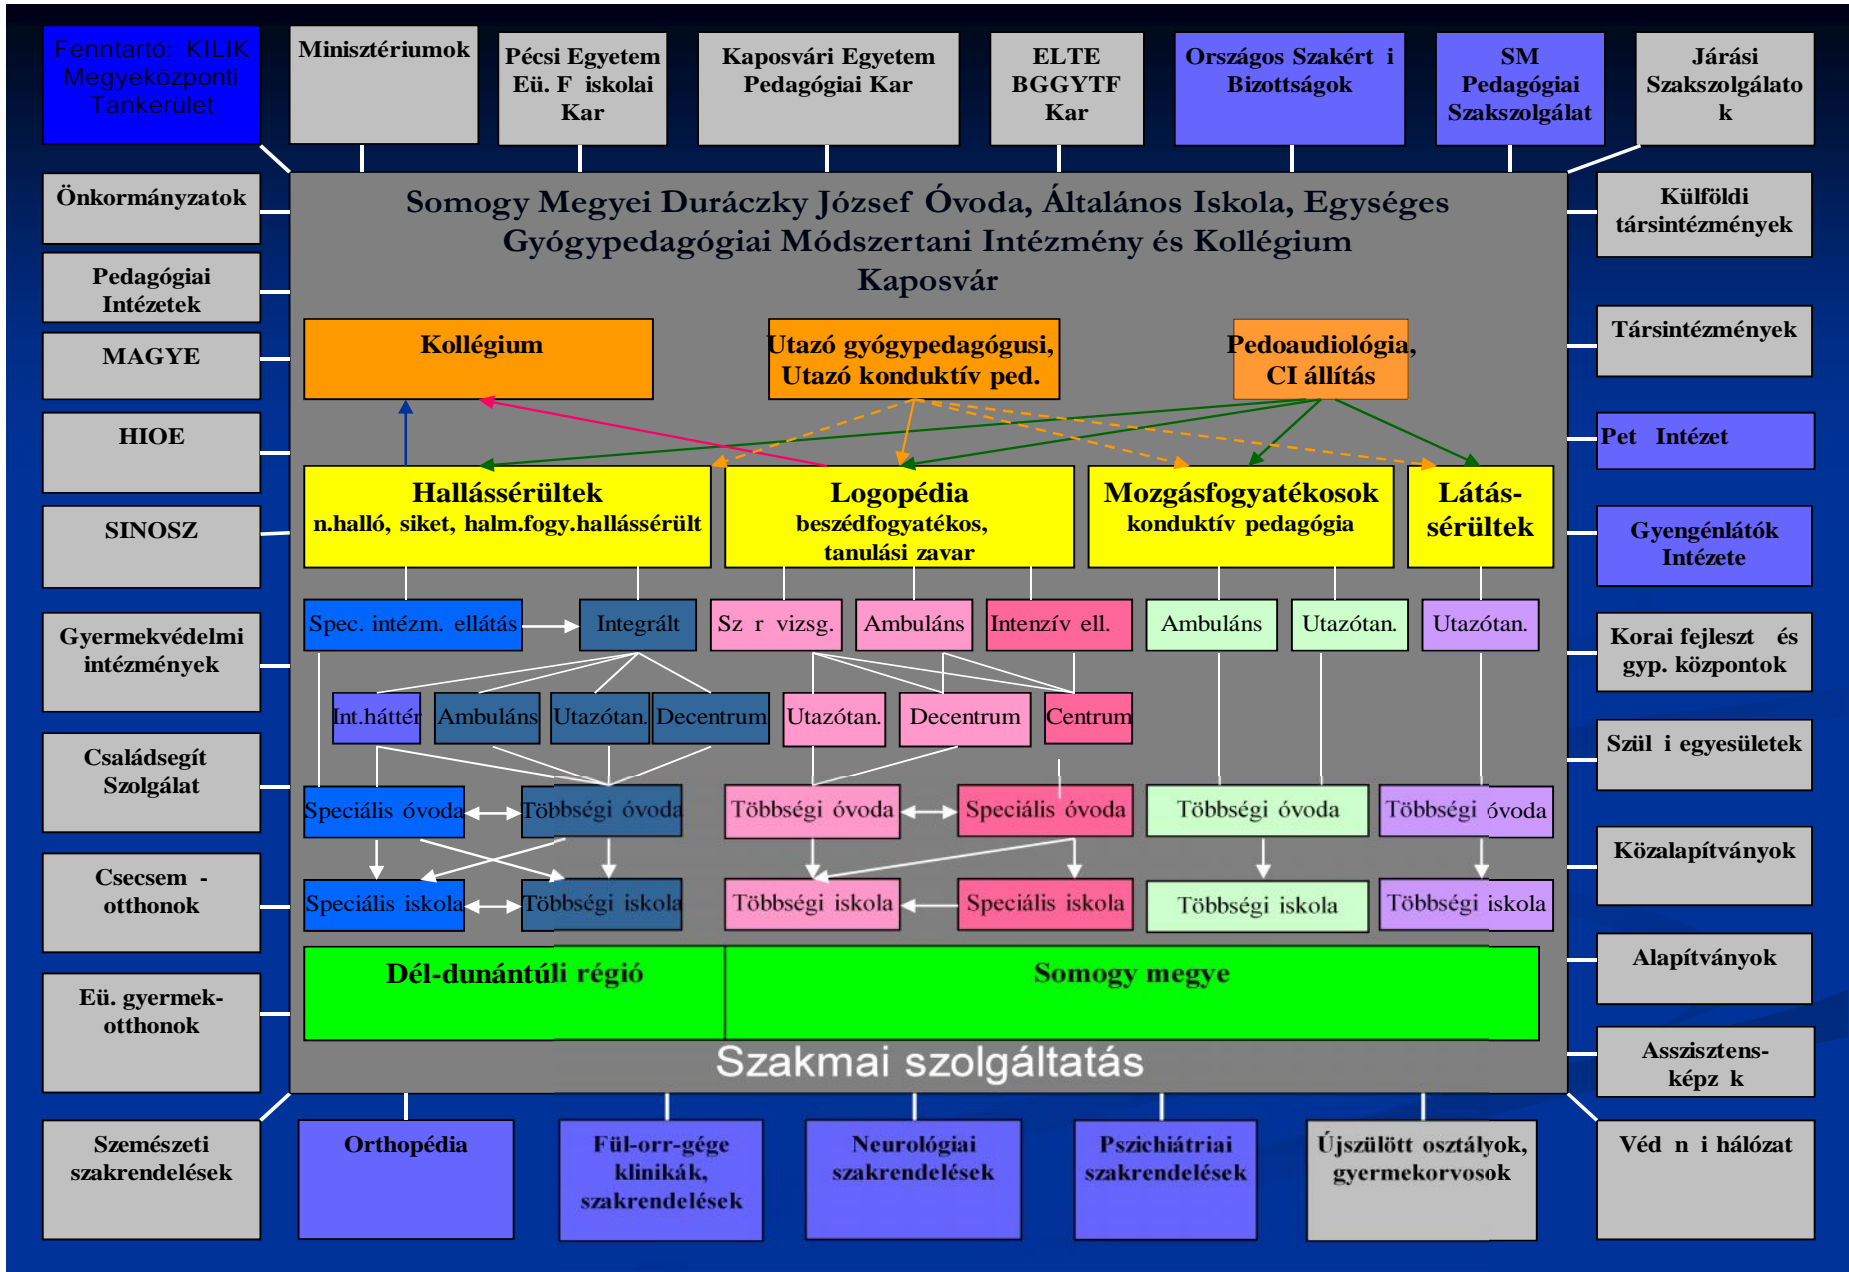 Fenntartó: KILIK
Megyeközponti
Tankerület
Minisztériumok
Pécsi Egyetem
Eü. F iskolai
Kar
Kaposvári Egyetem
Pedagógiai Kar
ELTE
BGGYTF
Kar
Országos Szakért i
Bizottságok
SM
Pedagógiai
Szakszolgálat
Járási
Szakszolgálato
k
Önkormányzatok
Pedagógiai
Intézetek
MAGYE
HIOE
SINOSZ
Gyermekvédelmi
intézmények
Családsegít
Szolgálat
Csecsem -
otthonok
Eü. gyermek-
otthonok
Somogy Megyei Duráczky József Óvoda, Általános Iskola, Egységes
Gyógypedagógiai Módszertani Intézmény és Kollégium
Kaposvár
Kollégium
Utazó gyógypedagógusi,
Utazó konduktív ped.
Pedoaudiológia,
CI állítás
Hallássérültek
n.halló, siket, halm.fogy.hallássérült
Logopédia
beszédfogyatékos,
tanulási zavar
Mozgásfogyatékosok
konduktív pedagógia
Látás-
sérültek
Spec. intézm. ellátás
Integrált
Sz r vizsg.
Ambuláns
Intenzív ell.
Ambuláns
Utazótan.
Utazótan.
Int.háttér
Ambuláns
Utazótan.
Decentrum
Utazótan.
Decentrum
Centrum
Speciális óvoda
Többségi óvoda
Többségi óvoda
Speciális óvoda
Többségi óvoda
Többségi óvoda
Speciális iskola
Többségi iskola
Többségi iskola
Speciális iskola
Többségi iskola
Többségi iskola
Dél-dunántúli régió
Somogy megye
Szakmai szolgáltatás
Külföldi
társintézmények
Társintézmények
Pet Intézet
Gyengénlátók
Intézete
Korai fejleszt és
gyp. központok
Szül i egyesületek
Közalapítványok
Alapítványok
Asszisztens-
képz k
Szemészeti
szakrendelések
Orthopédia
Fül-orr-gége
klinikák,
szakrendelések
Neurológiai
szakrendelések
Pszichiátriai
szakrendelések
Újszülött osztályok,
gyermekorvosok
Véd n i hálózat